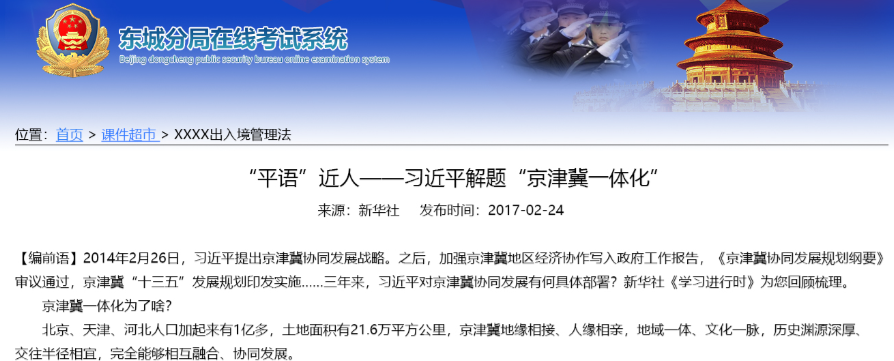 东城分局在线考试系统
Beijing dongcheng public security bureau online examination system
位置：首页 > 课件超市 > XXXX出入境管理法
“平语”近人——习近平解题“京津冀一体化”
来源：新华社 发布时间：2017-02-24
【编前语】2014年2月26日，习近平提出京津冀协同发展战略。之后，加强京津冀地区经济协作写入政府工作报告，《京津冀协同发展规划纲要》
审议通过，京津冀“十三五”发展规划印发实施……三年来，习近平对京津冀协同发展有何具体部署？新华社《学习进行时》为您回顾梳理。
京津冀一体化为了啥？
北京、天津、河北人口加起来有1亿多，土地面积有21.6万平方公里，京津冀地缘相接、人缘相亲，地域一体、文化一脉，历史渊源深厚、
交往半径相宜，完全能够相互融合、协同发展。